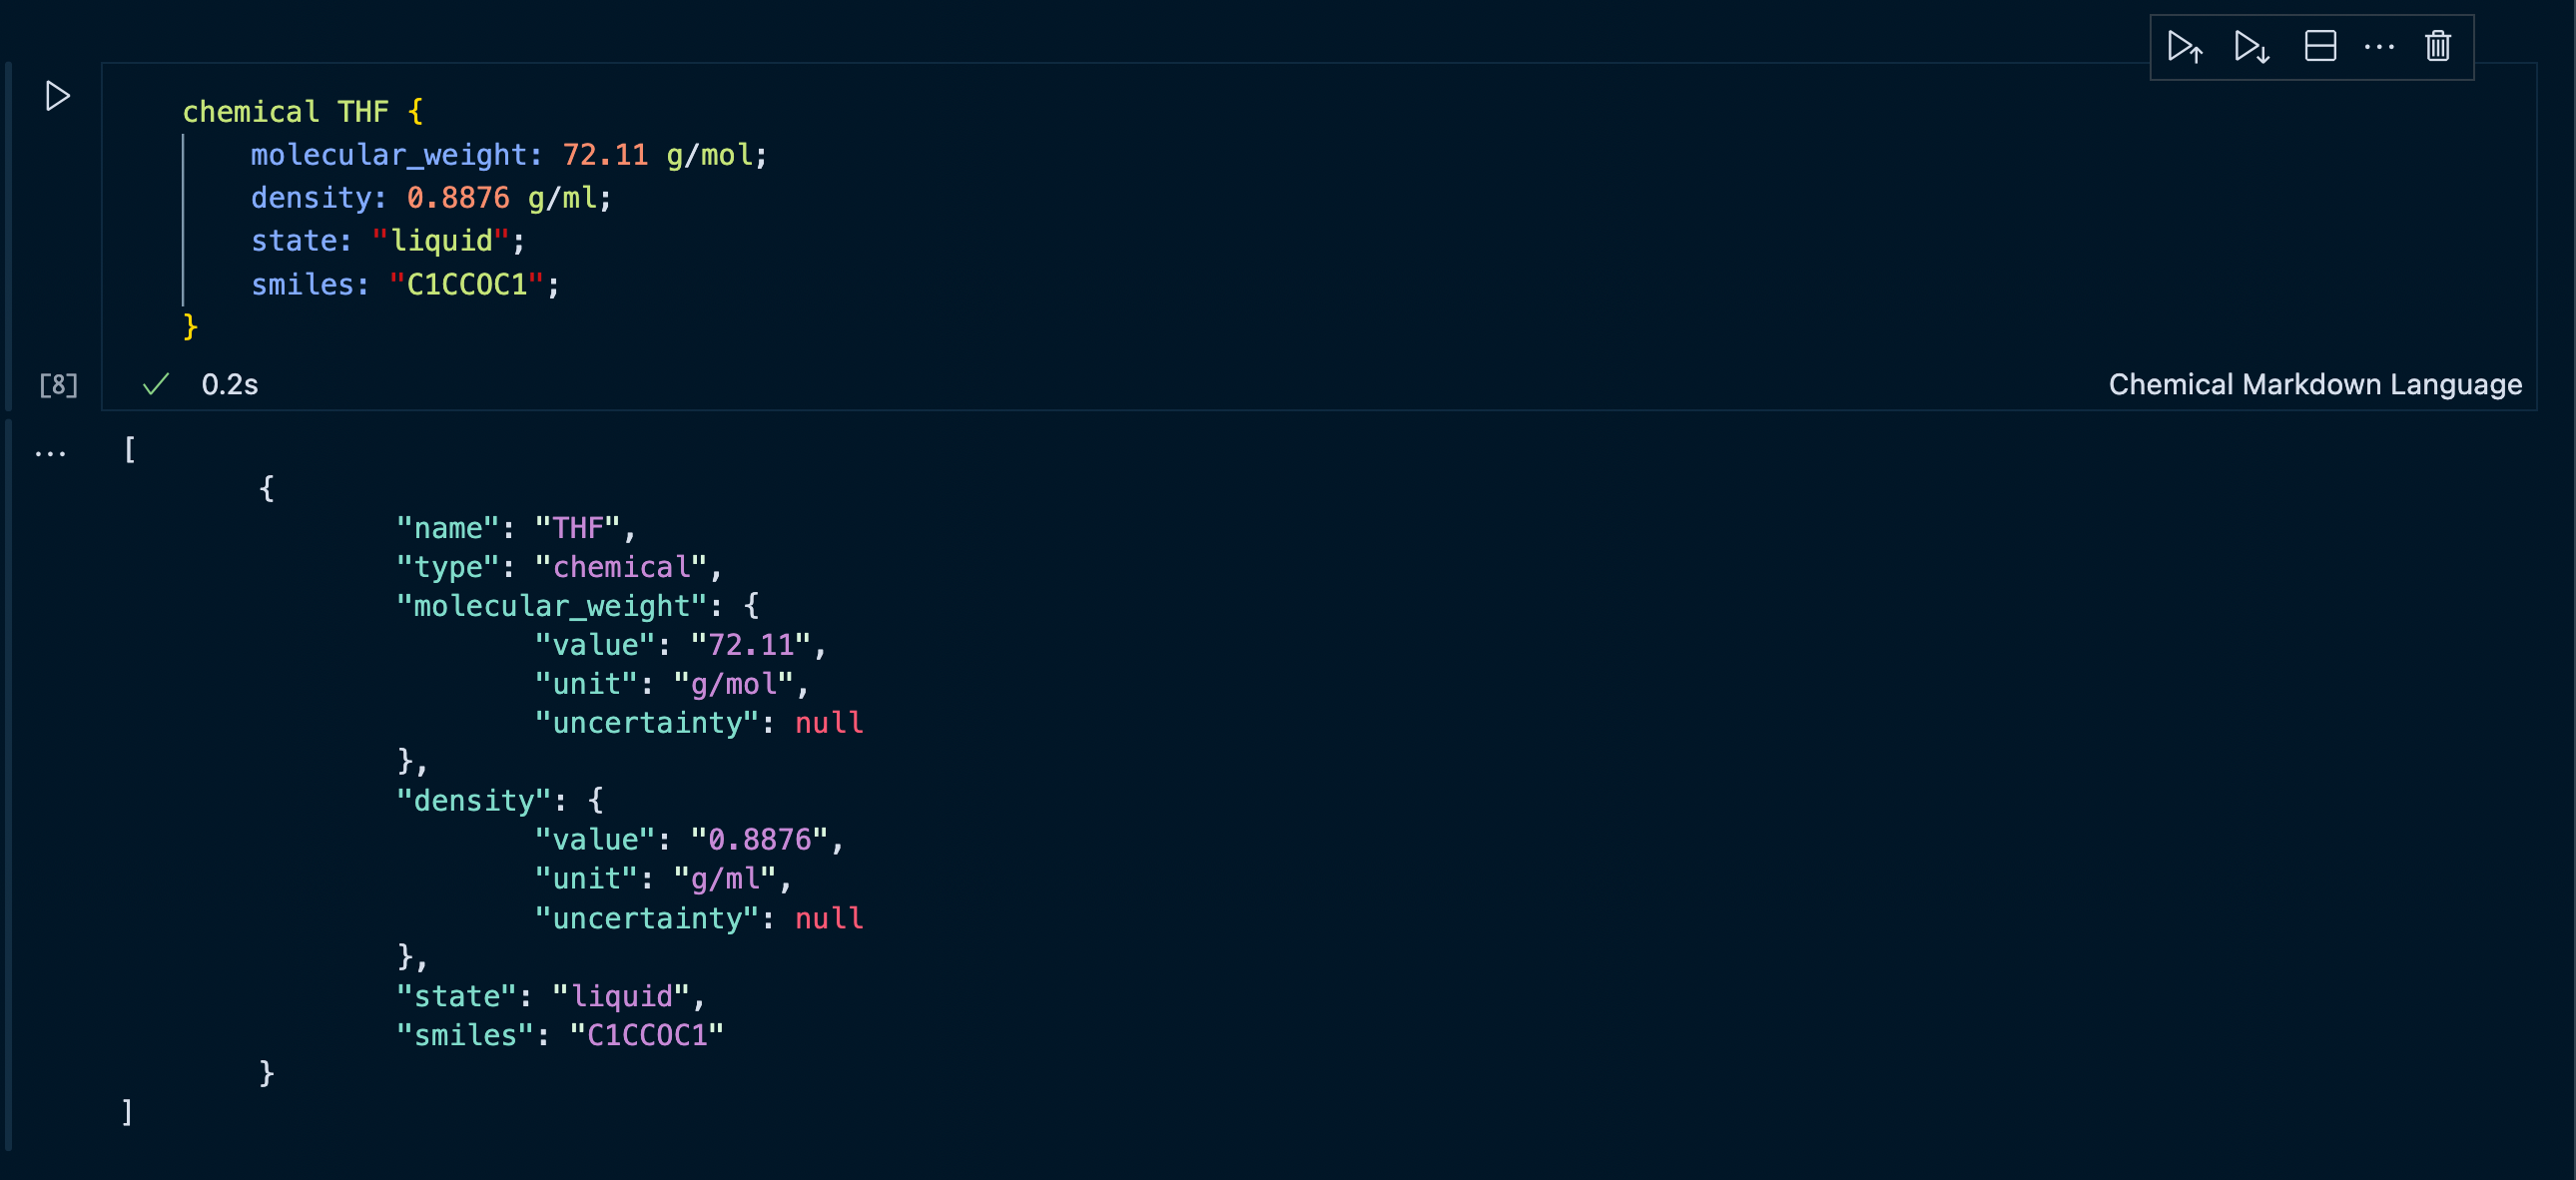 chemical THF {
molecular_weight: 72.11 g/mol;
density: 0.8876 g/ml;
state: "liquid";
smiles: "C1CCOC1";
}
[8] 0.2s Chemical Markdown Language
... [
{
"name": "THF",
"type": "chemical",
"molecular_weight": {
"value": "72.11",
"unit": "g/mol",
"uncertainty": null
},
"density": {
"value": "0.8876",
"unit": "g/ml",
"uncertainty": null
},
"state": "liquid",
"smiles": "C1CCOC1"
}
]